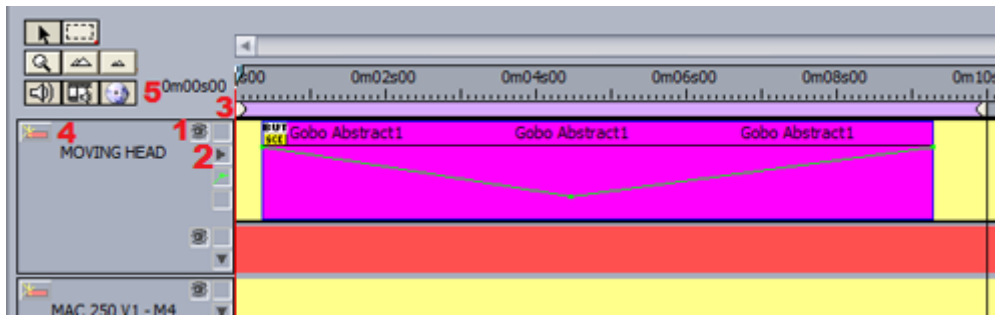 5 0m00s00 s00 0m02s00 0m04s00 0m06s00 0m08s00 0m10s
3
4 1 Gobo Abstract1 Gobo Abstract1 Gobo Abstract1
MOVING HEAD 2
MAC 250 V1 - M4